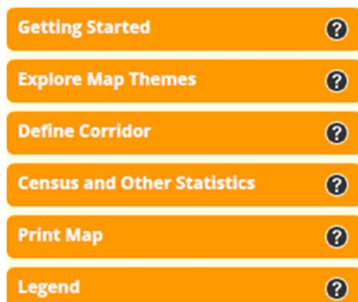 Getting Started ?
Explore Map Themes ?
Define Corridor ?
Census and Other Statistics ?
Print Map ?
Legend ?